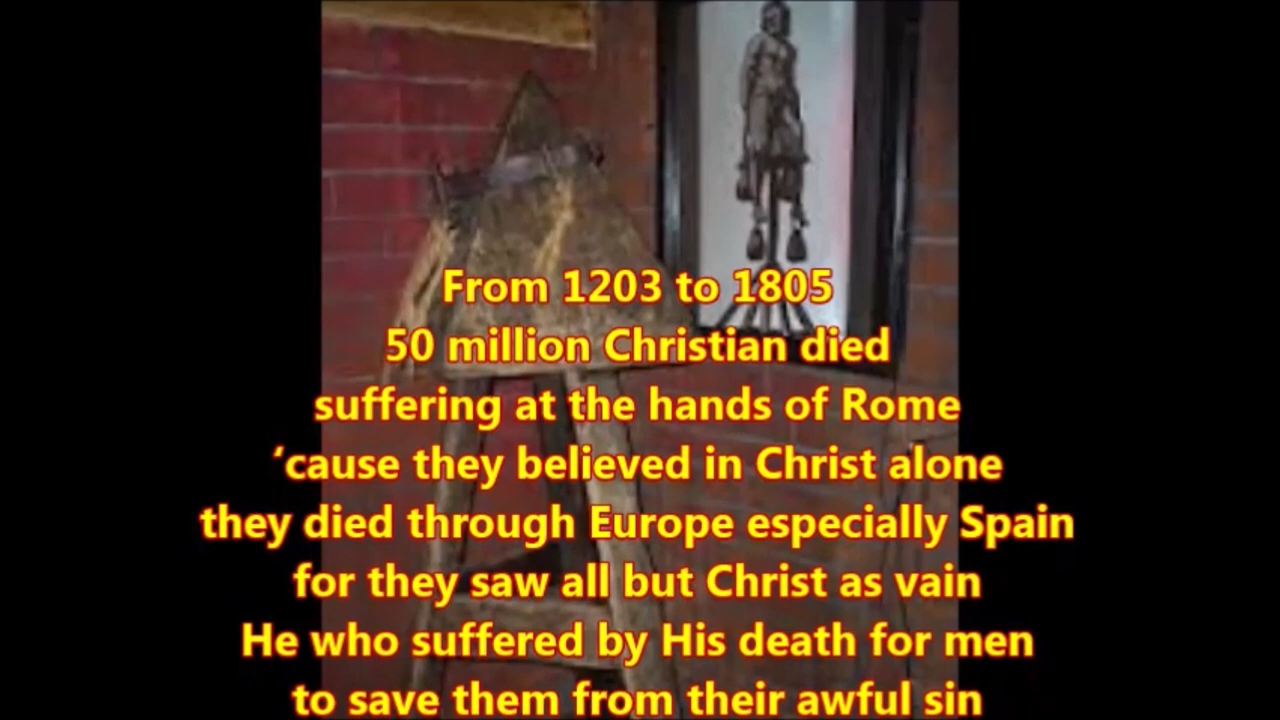 From 1203 to 1805
50 million Christian died
suffering at the hands of Rome
‘cause they believed in Christ alone
they died through Europe especially Spain
for they saw all but Christ as vain
He who suffered by His death for men
to save them from their awful sin